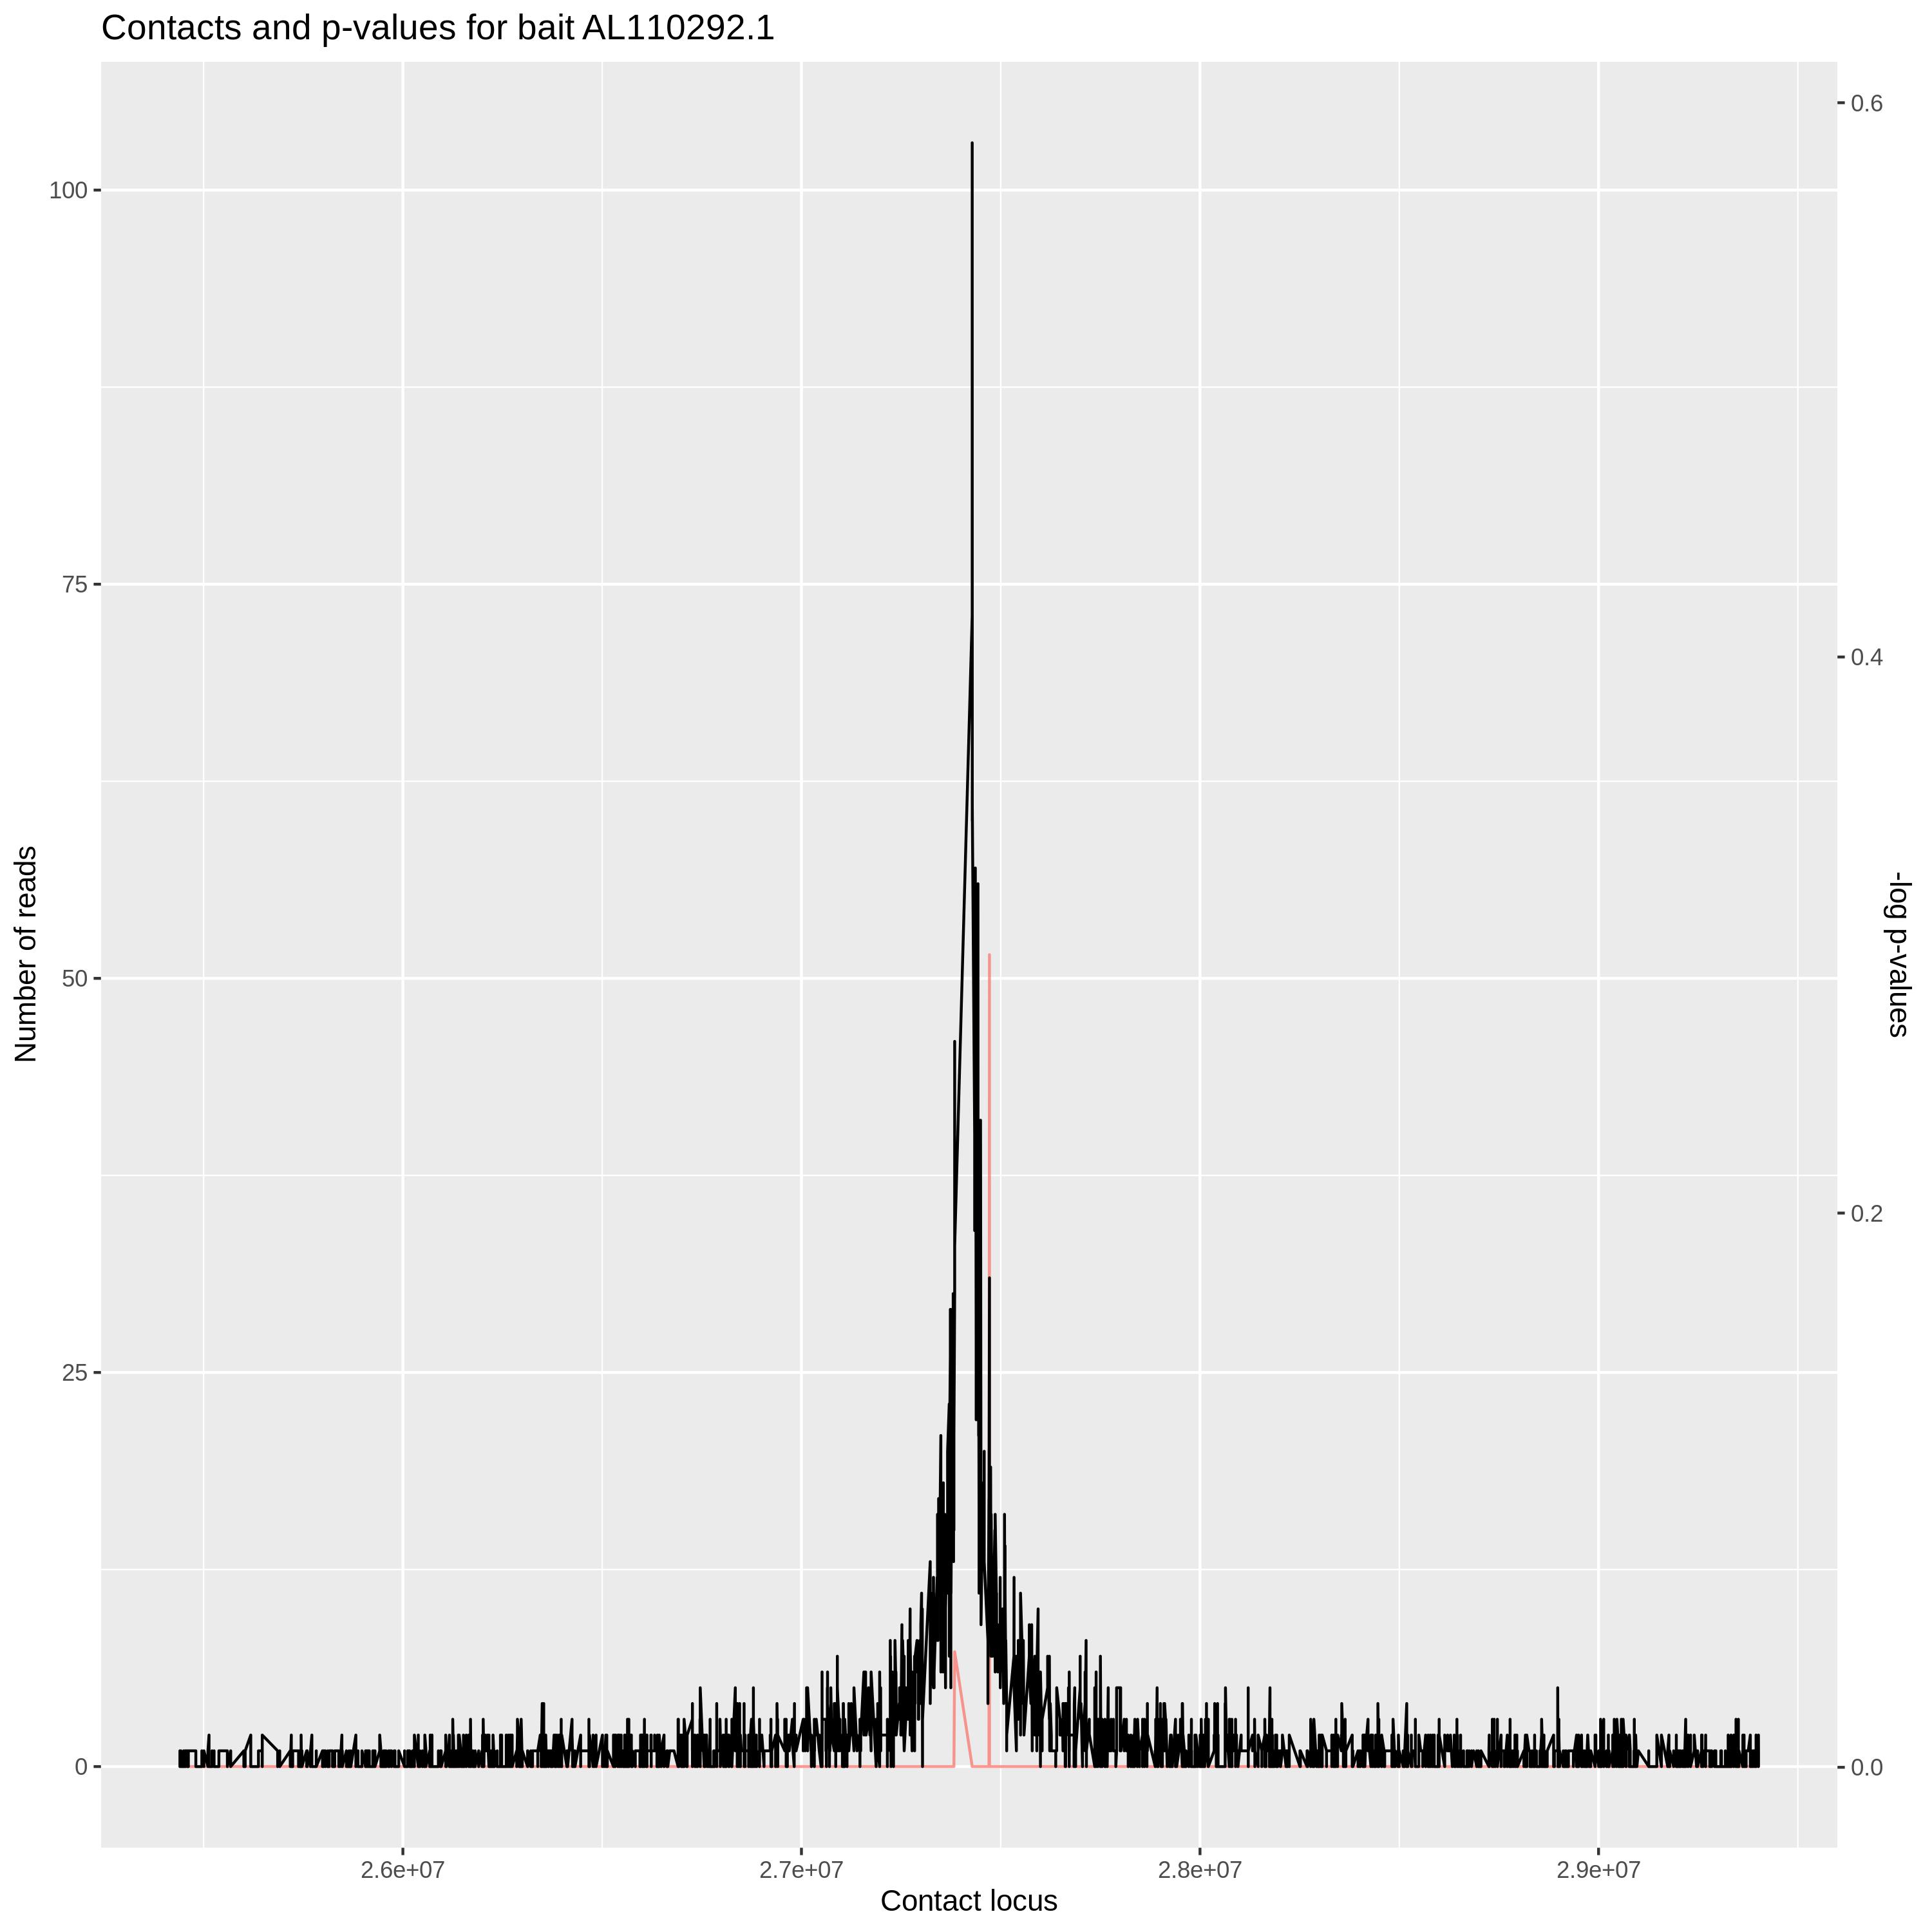 Contacts and p-values for bait AL110292.1
100
75
50
25
0
Number of reads
0.6
0.4
0.2
0.0
-log p-values
2.6e+07
2.7e+07
2.8e+07
2.9e+07
Contact locus